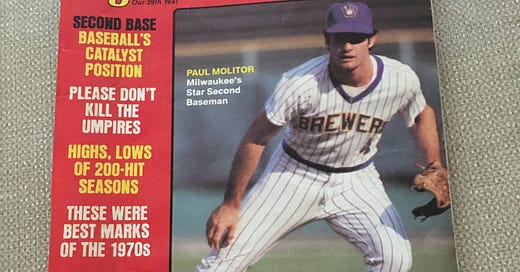 Our 39th Year
SECOND BASE
BASEBALL'S
CATALYST
POSITION
PLEASE DON'T
KILL THE
UMPIRES
HIGHS, LOWS
OF 200-HIT
SEASONS
THESE WERE
BEST MARKS
OF THE 1970s
PAUL MOLITOR
Milwaukee's
Star Second
Baseman
BREWERS
4